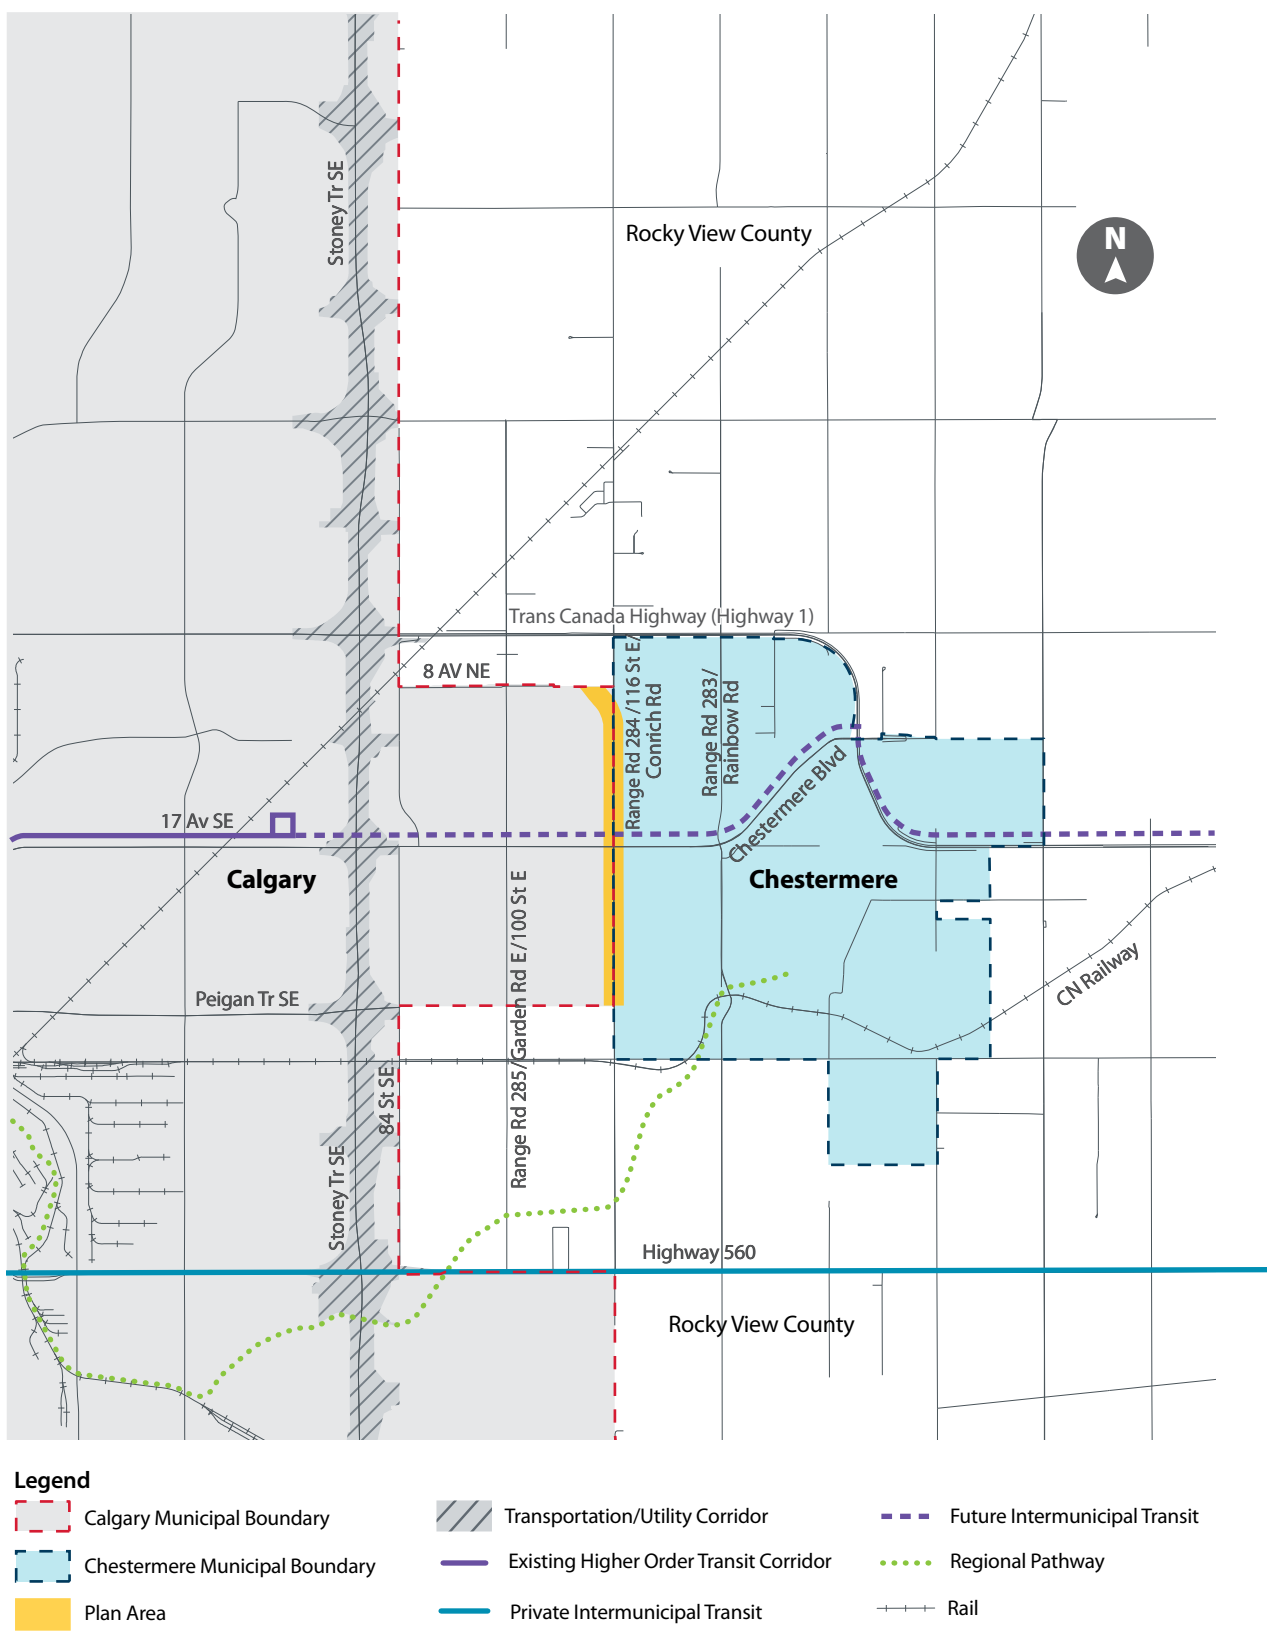 Stoney Tr SE
Rocky View County
N
Trans Canada Highway (Highway 1)
8 AV NE
Range Rd 284 /116 St E/
Conrich Rd
Range Rd 283/
Rainbow Rd
Chestermere Blvd
17 Av SE
Calgary
Chestermere
Range Rd 285/Garden Rd E/100 St E
CN Railway
Peigan Tr SE
84 St SE
Stoney Tr SE
Highway 560
Rocky View County
Legend
Calgary Municipal Boundary
Chestermere Municipal Boundary
Plan Area
Transportation/Utility Corridor
Existing Higher Order Transit Corridor
Private Intermunicipal Transit
Future Intermunicipal Transit
Regional Pathway
Rail